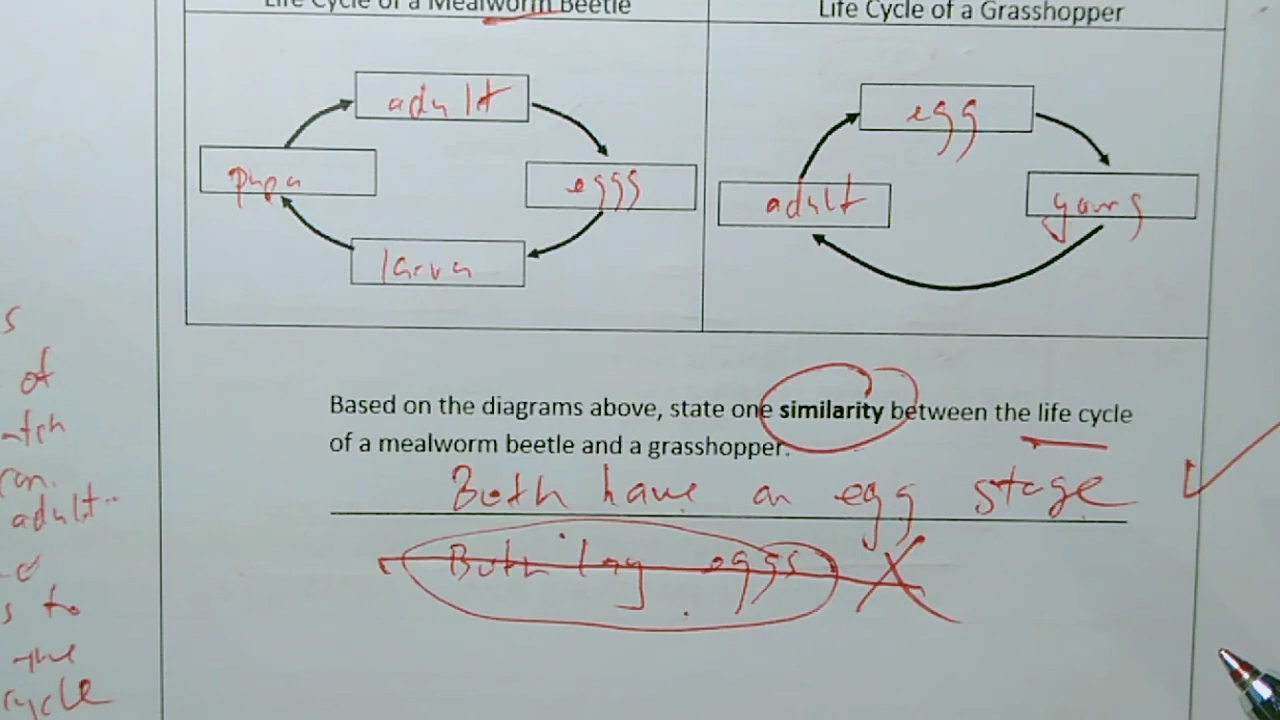 Life Cycle of a Mealworm Beetle
Life Cycle of a Grasshopper
adult
pupa
eggs
larva
egg
adult
young
Based on the diagrams above, state one similarity between the life cycle
of a mealworm beetle and a grasshopper.
Both have an egg stage
Both lay eggs
s
of
adult
s to
the
cycle